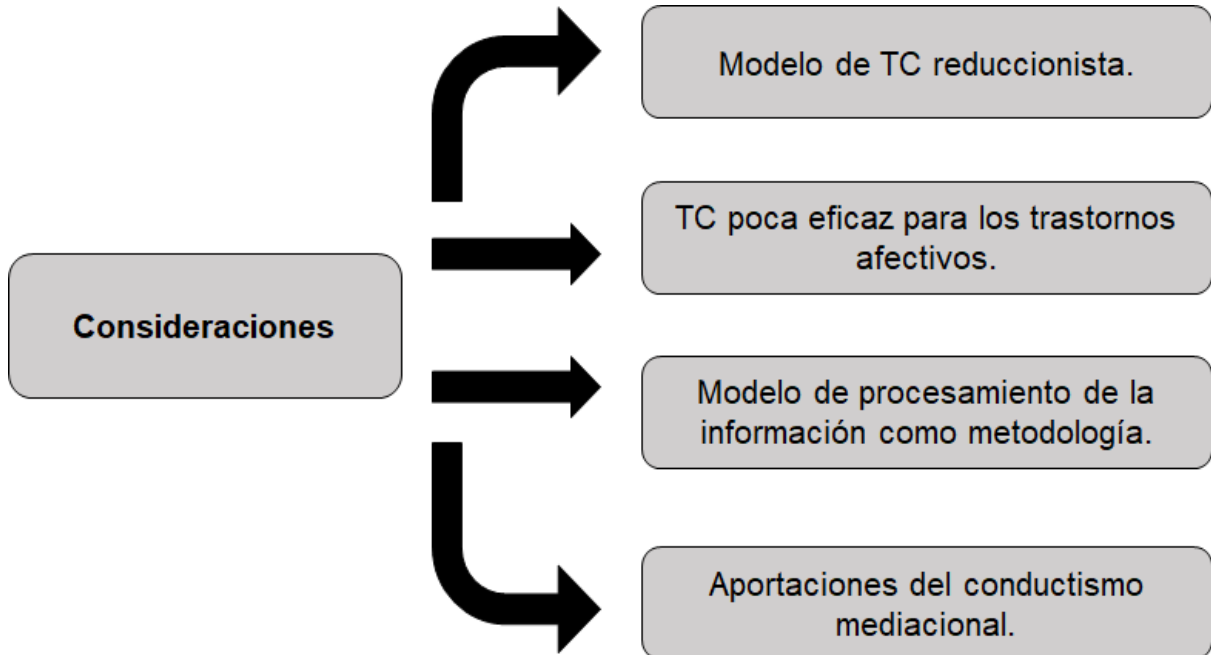 Consideraciones
Modelo de TC reduccionista.
TC poca eficaz para los trastornos
afectivos.
Modelo de procesamiento de la
información como metodología.
Aportaciones del conductismo
mediacional.